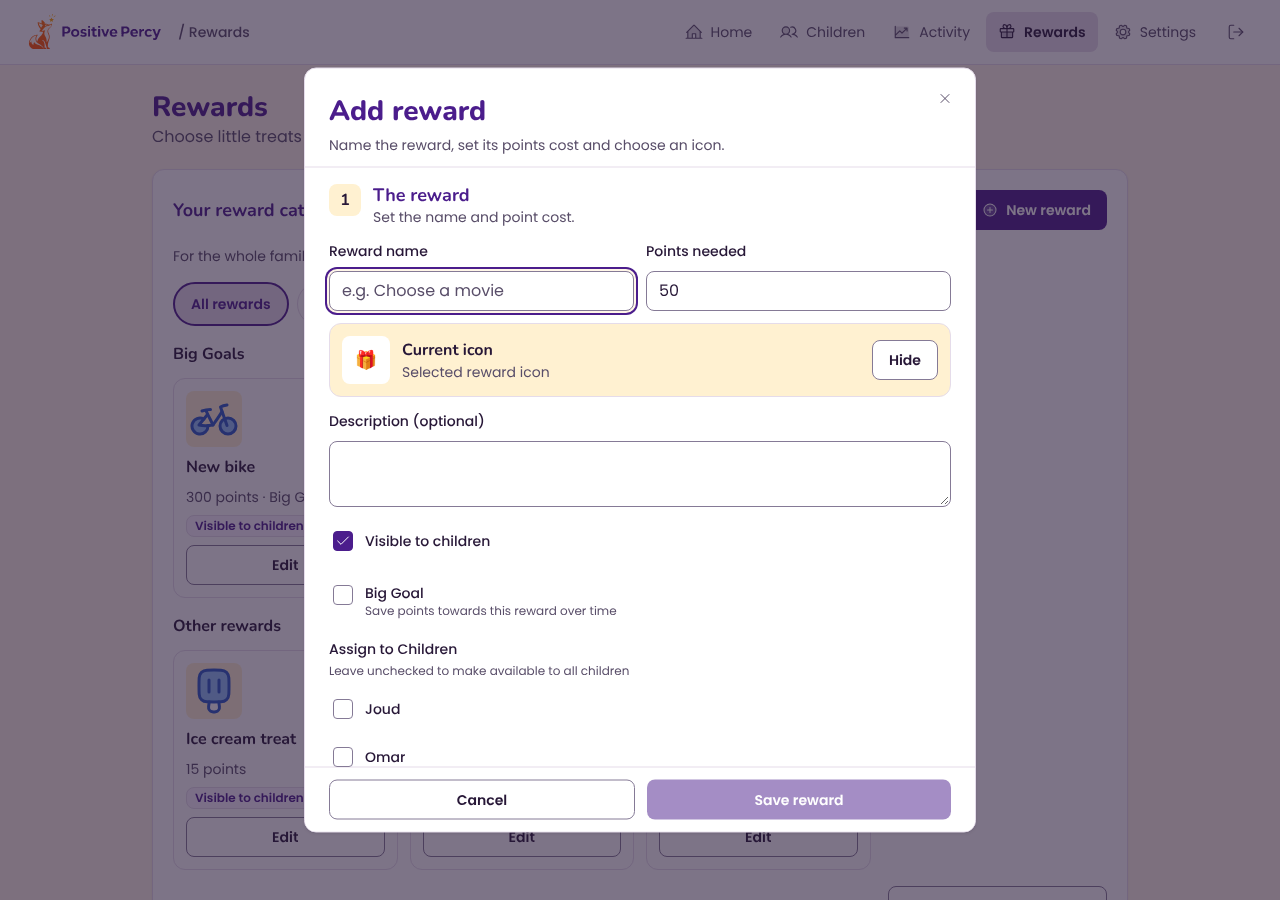 Positive Percy
/ Rewards
Home
Children
Activity
Rewards
Settings
Rewards
Choose little treats
Your reward cat
New reward
For the whole famil
All rewards
Big Goals
New bike
300 points · Big G
Visible to children
Edit
Other rewards
Ice cream treat
15 points
Visible to children
Edit
Edit
Edit
Add reward
Name the reward, set its points cost and choose an icon.
1
The reward
Set the name and point cost.
Reward name
Points needed
e.g. Choose a movie
50
Current icon
Selected reward icon
Hide
Description (optional)
Visible to children
Big Goal
Save points towards this reward over time
Assign to Children
Leave unchecked to make available to all children
Joud
Omar
Cancel
Save reward